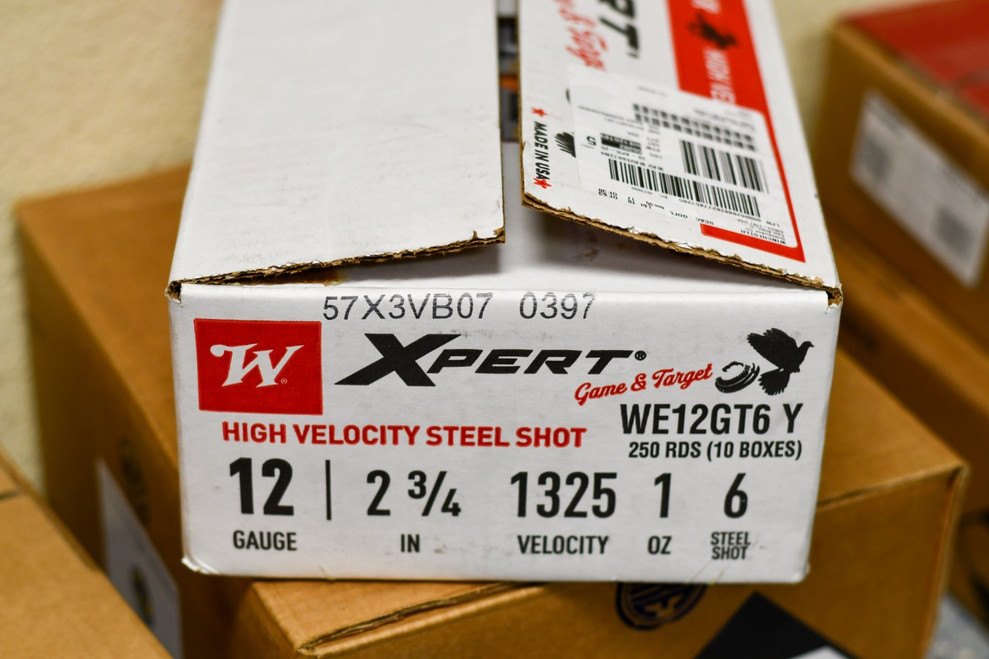 MADE IN USA
57X3VB07 0397
W
XPERT®
Game & Target
WE12GT6 Y
HIGH VELOCITY STEEL SHOT
250 RDS (10 BOXES)
12 2 3/4 1325 1 6
GAUGE IN VELOCITY OZ STEEL SHOT